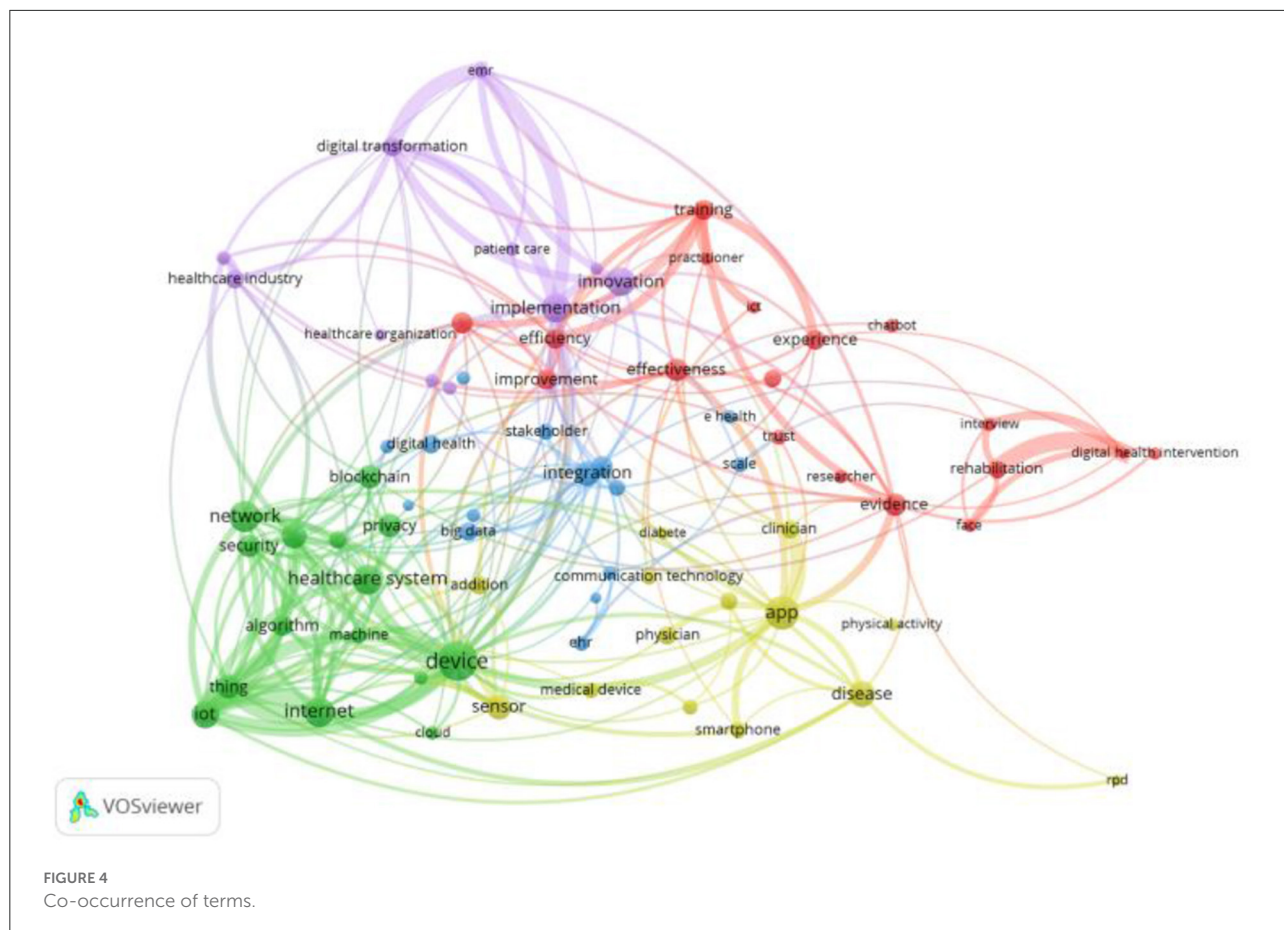 emr
digital transformation
training
patient care
practitioner
healthcare industry
innovation
implementation
ict
healthcare organization
efficiency
experience
chatbot
improvement
effectiveness
e health
interview
digital health
stakeholder
trust
digital health intervention
integration
scale
rehabilitation
blockchain
researcher
evidence
network
privacy
big data
diabete
clinician
face
security
healthcare system
addition
communication technology
app
algorithm
machine
ehr
physician
physical activity
device
thing
medical device
disease
iot
internet
sensor
cloud
smartphone
rpd
VOSviewer
FIGURE 4
Co-occurrence of terms.